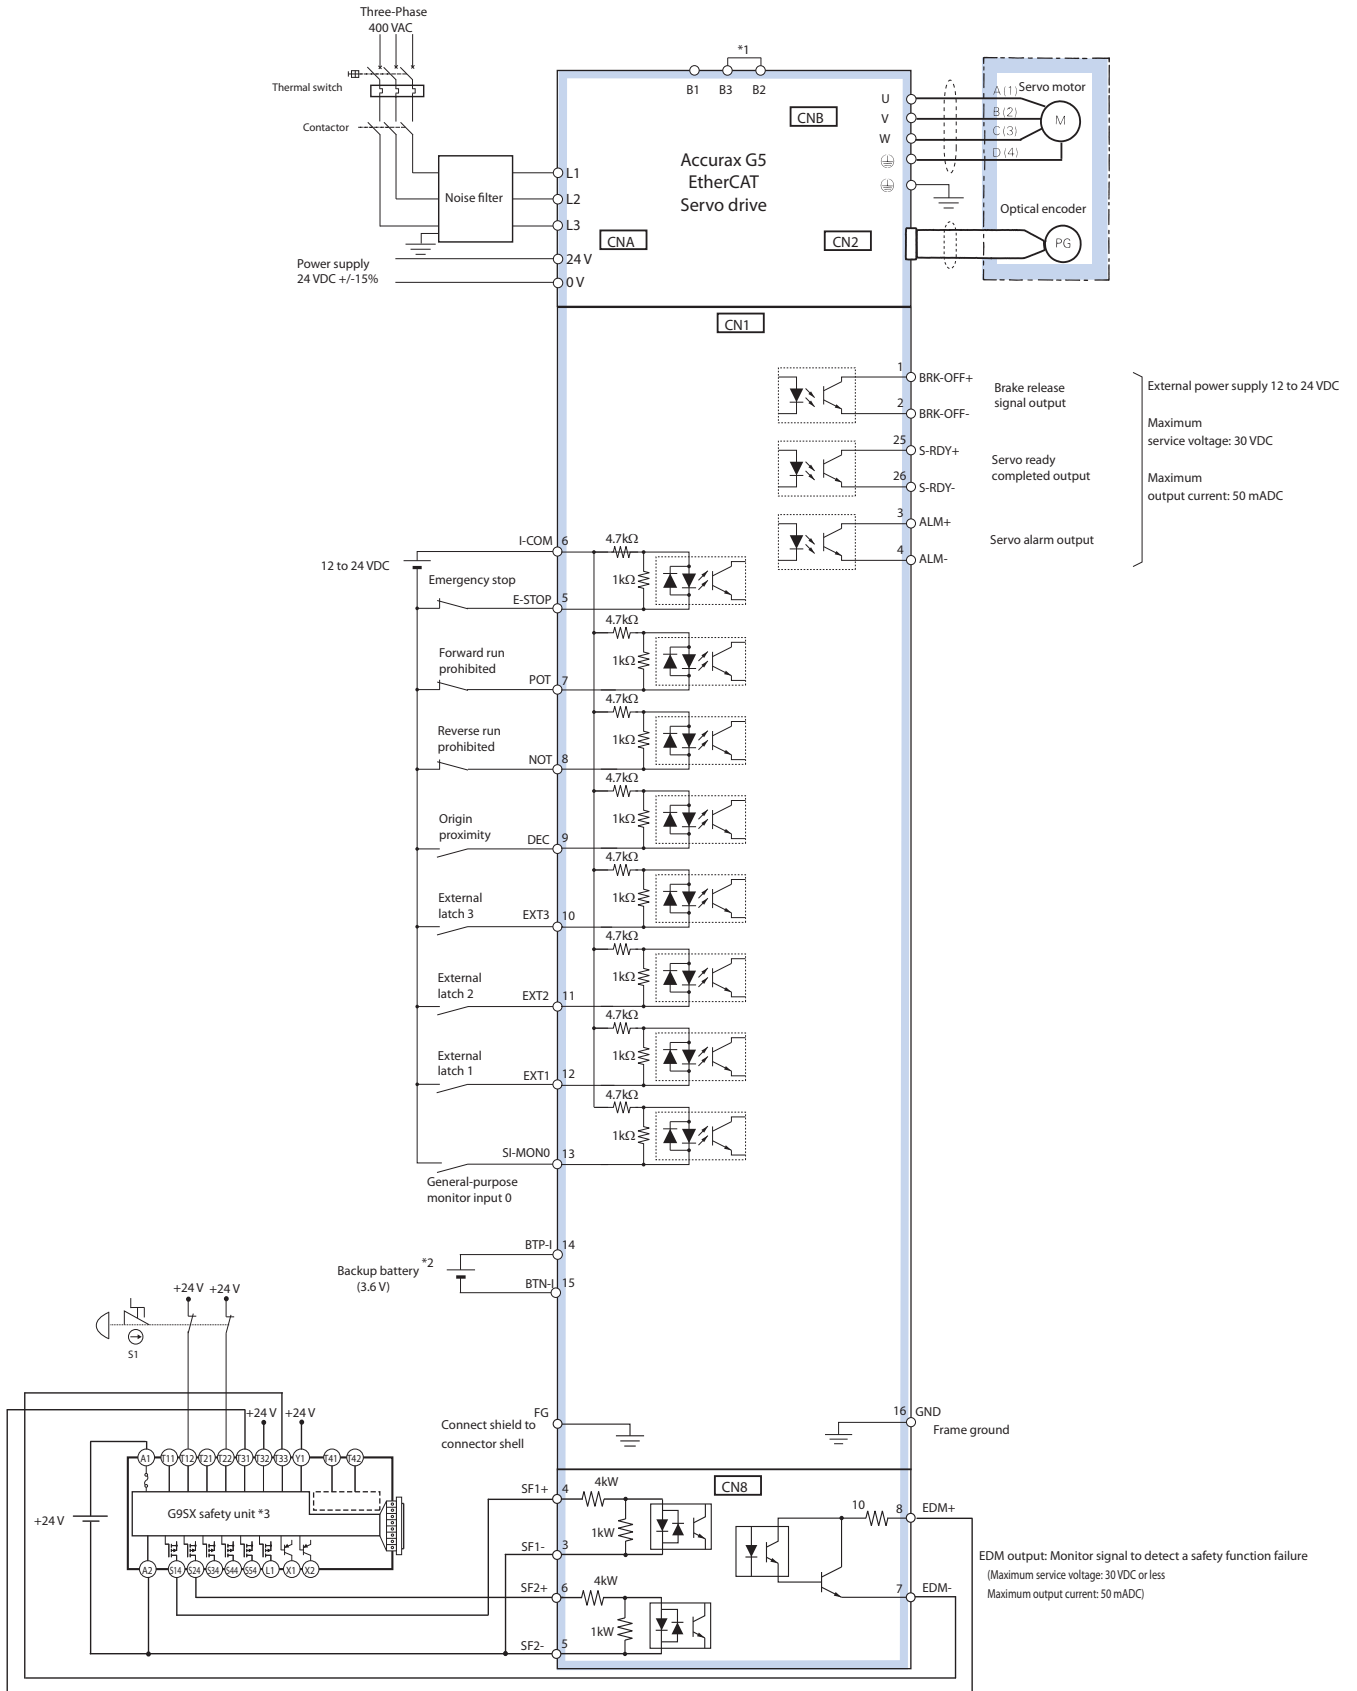 Three-Phase
400 VAC
Thermal switch
Contactor
Noise filter
L1
L2
L3
Power supply
24 VDC +/-15%
24 V
0 V
*1
B1
B3
B2
CNB
Accurax G5
EtherCAT
Servo drive
CNA
CN2
U
V
W
A (1)
B (2)
C (3)
D (4)
Servo motor
M
Optical encoder
PG
CN1
1
BRK-OFF+
2
BRK-OFF-
Brake release
signal output
25
S-RDY+
26
S-RDY-
Servo ready
completed output
3
ALM+
4
ALM-
Servo alarm output
External power supply 12 to 24 VDC
Maximum
service voltage: 30 VDC
Maximum
output current: 50 mADC
12 to 24 VDC
I-COM
6
4.7kΩ
1kΩ
Emergency stop
E-STOP
5
4.7kΩ
1kΩ
Forward run
prohibited
POT
7
4.7kΩ
1kΩ
Reverse run
prohibited
NOT
8
4.7kΩ
1kΩ
Origin
proximity
DEC
9
4.7kΩ
1kΩ
External
latch 3
EXT3
10
4.7kΩ
1kΩ
External
latch 2
EXT2
11
4.7kΩ
1kΩ
External
latch 1
EXT1
12
4.7kΩ
1kΩ
SI-MON0
13
General-purpose
monitor input 0
BTP-I
14
Backup battery *2
(3.6 V)
BTN-I
15
+24 V
+24 V
S1
FG
Connect shield to
connector shell
16
GND
Frame ground
+24 V
+24 V
A1
T11
T12
T21
T22
T31
T32
T33
Y1
T41
T42
G9SX safety unit *3
+24 V
A2
S14
S24
S34
S44
S54
L1
X1
X2
CN8
SF1+
4
4kW
1kW
SF1-
3
SF2+
6
4kW
1kW
SF2-
5
10
8
EDM+
7
EDM-
EDM output: Monitor signal to detect a safety function failure
(Maximum service voltage: 30 VDC or less
Maximum output current: 50 mADC)